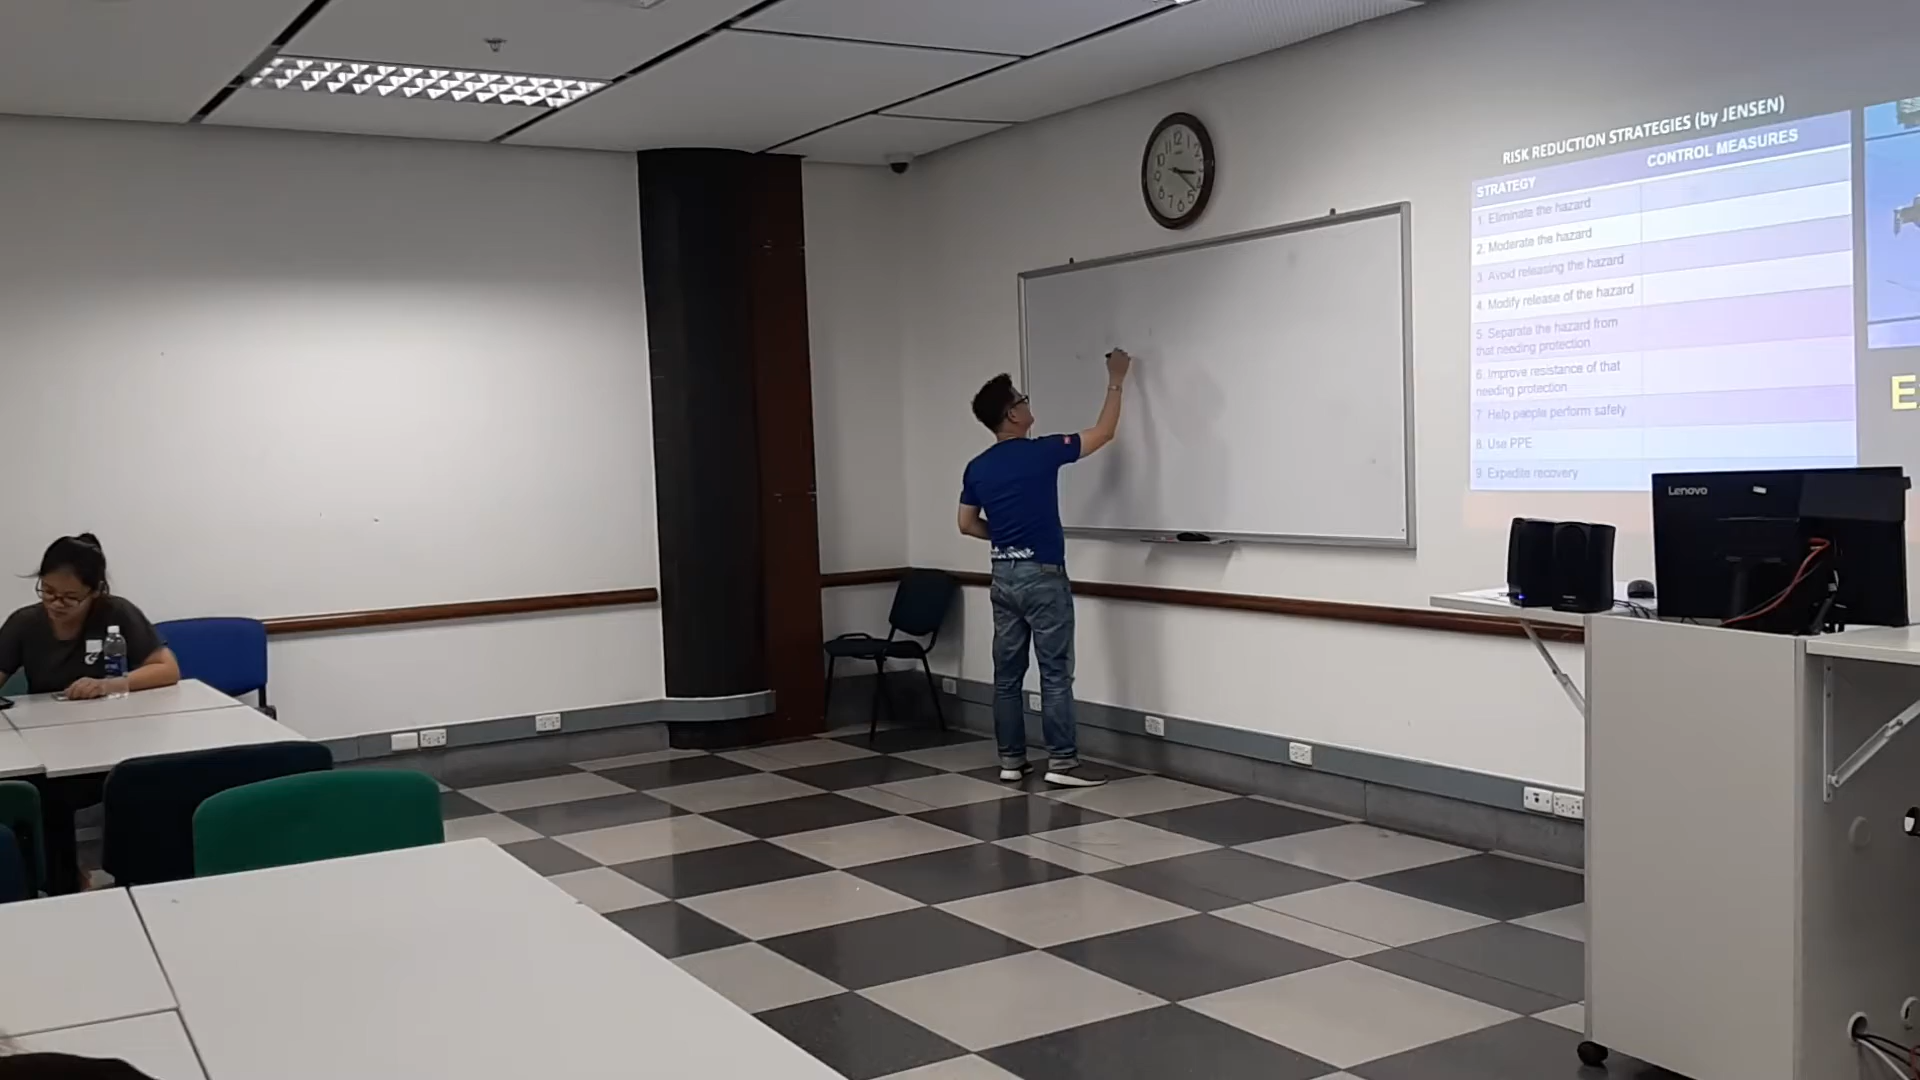 RISK REDUCTION STRATEGIES (by JENSEN)
STRATEGY
CONTROL MEASURES
1. Eliminate the hazard
2. Moderate the hazard
3. Avoid releasing the hazard
4. Modify release of the hazard
5. Separate the hazard from
that needing protection
6. Improve resistance of that
needing protection
7. Help people perform safely
8. Use PPE
9. Expedite recovery
Lenovo